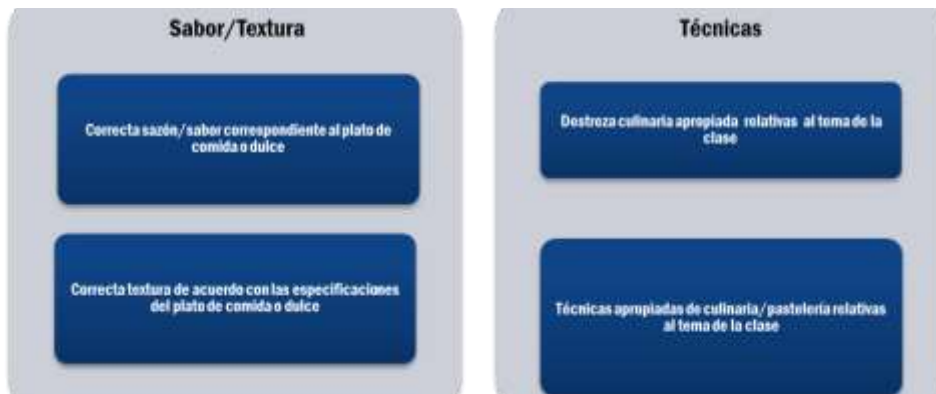 Sabor/Textura
Correcta sazón/sabor correspondiente al plato de
comida o dulce
Correcta textura de acuerdo con las especificaciones
del plato de comida o dulce
Técnicas
Destreza culinaria apropiada relativas al tema de la
clase
Técnicas apropiadas de culinaria/pastelería relativas
al tema de la clase